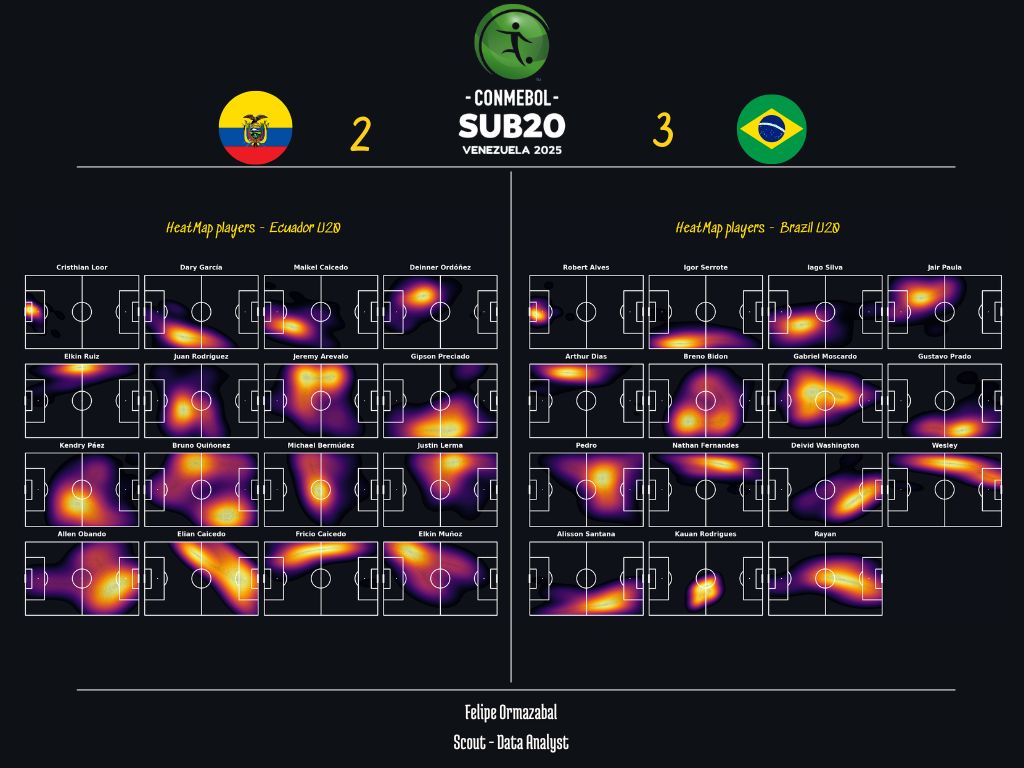 - CONMEBOL -
SUB20
VENEZUELA 2025
2
3
HeatMap players - Ecuador U20
Cristhian Loor
Dary García
Maikel Caicedo
Deinner Ordóñez
Elkin Ruiz
Juan Rodríguez
Jeremy Arevalo
Gipson Preciado
Kendry Páez
Bruno Quiñonez
Michael Bermúdez
Justin Lerma
Allen Obando
Elian Caicedo
Fricio Caicedo
Elkin Muñoz
HeatMap players - Brazil U20
Robert Alves
Igor Serrote
Iago Silva
Jair Paula
Arthur Dias
Breno Bidon
Gabriel Moscardo
Gustavo Prado
Pedro
Nathan Fernandes
Deivid Washington
Wesley
Alisson Santana
Kauan Rodrigues
Rayan
Felipe Ormazabal
Scout - Data Analyst